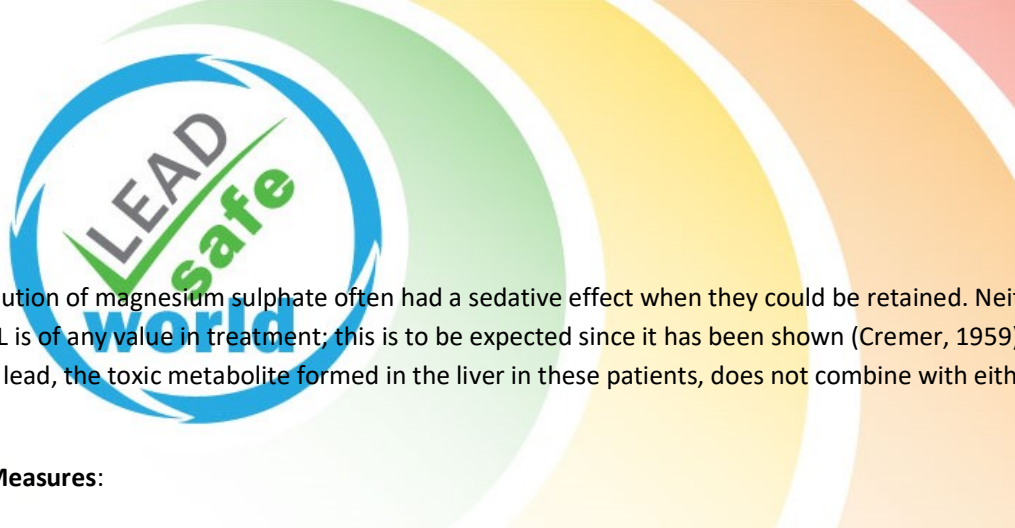 LEAD
safe
world
ution of magnesium sulphate often had a sedative effect when they could be retained. Neit
L is of any value in treatment; this is to be expected since it has been shown (Cremer, 1959)
lead, the toxic metabolite formed in the liver in these patients, does not combine with eith
Measures: